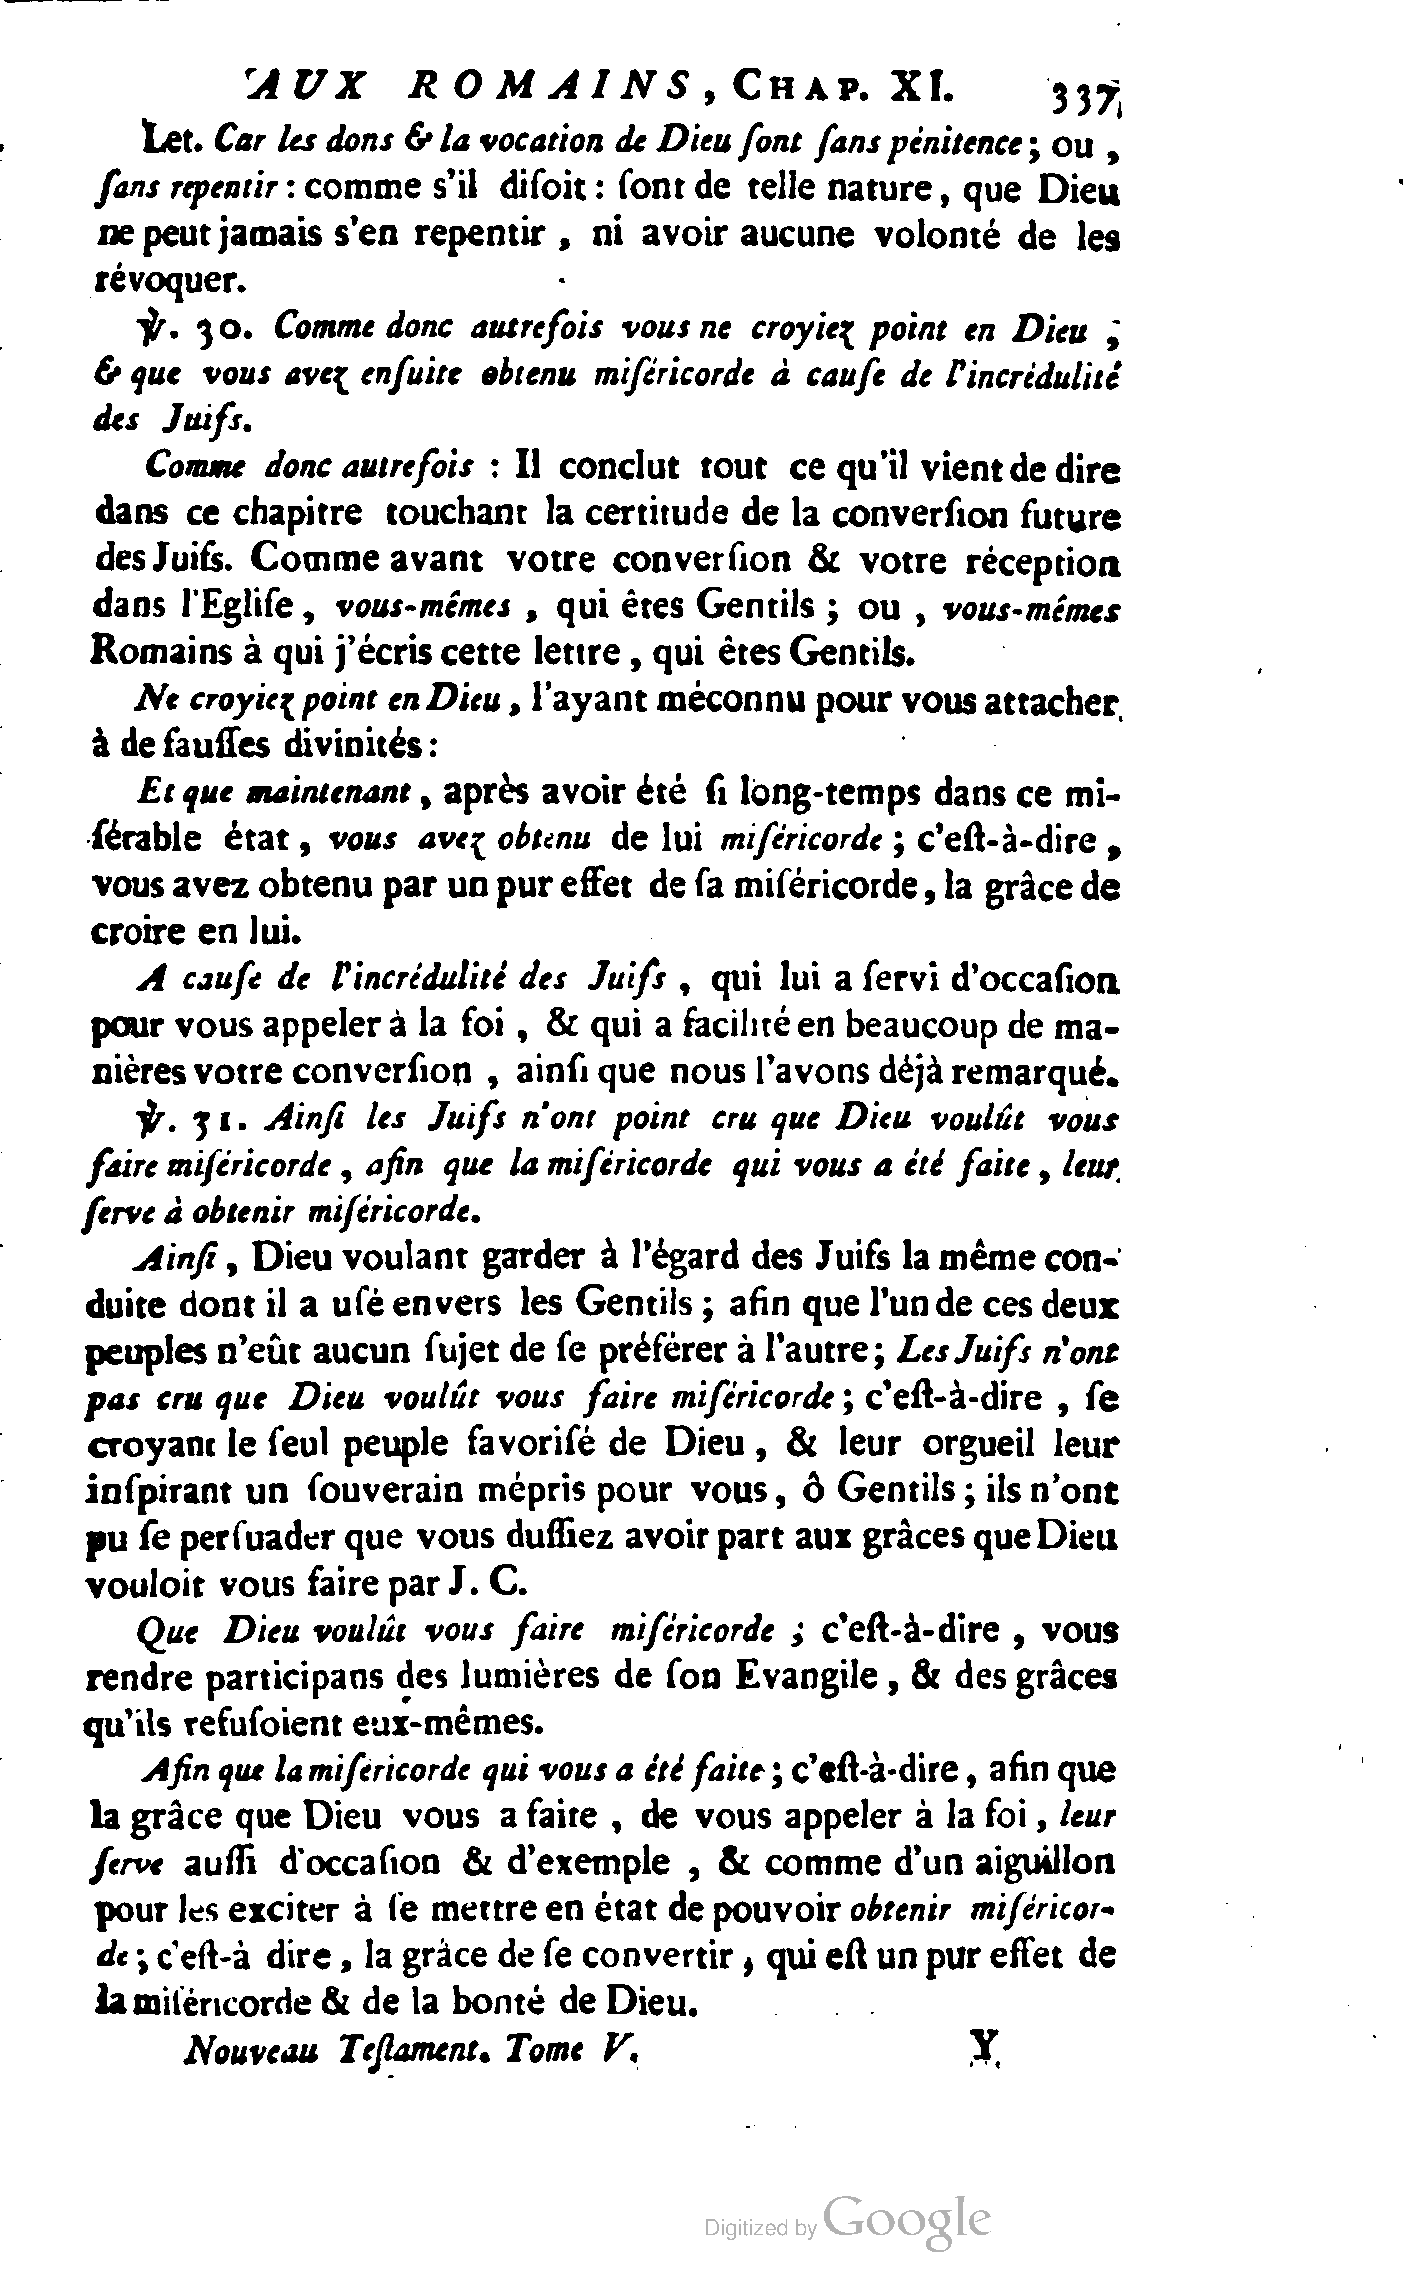 AUX ROMAINS, CHAP. XI. 337
Let. Car les dons & la vocation de Dieu ſont ſans pénitence; ou,
ſans repentir: comme s'il diſoit: ſont de telle nature, que Dieu
ne peut jamais s'en repentir, ni avoir aucune volonté de les
révoquer.
℣. 30. Comme donc autrefois vous ne croyiez point en Dieu;
& que vous avez enſuite obtenu miſéricorde à cauſe de l'incrédulité
des Juifs.
Comme donc autrefois : Il conclut tout ce qu'il vient de dire
dans ce chapitre touchant la certitude de la converſion future
des Juifs. Comme avant votre converſion & votre réception
dans l'Egliſe, vous-mêmes, qui êtes Gentils; ou, vous-mémes
Romains à qui j'écris cette lettre, qui êtes Gentils.
Ne croyiez point en Dieu, l'ayant méconnu pour vous attacher
à de fauſſes divinités:
Et que maintenant, après avoir été ſi long-temps dans ce mi-
ſérable état, vous avez obtenu de lui miſéricorde; c'eſt-à-dire,
vous avez obtenu par un pur effet de ſa miſéricorde, la grâce de
croire en lui.
A cauſe de l'incrédulité des Juifs, qui lui a ſervi d'occaſion
pour vous appeler à la foi, & qui a facilité en beaucoup de ma-
nières votre converſion, ainſi que nous l'avons déjà remarqué.
℣. 31. Ainſi les Juifs n'ont point cru que Dieu voulût vous
faire miſéricorde, afin que la miſéricorde qui vous a été faite, leur
ſerve à obtenir miſéricorde.
Ainſi, Dieu voulant garder à l'égard des Juifs la même con-
duite dont il a uſé envers les Gentils; afin que l'un de ces deux
peuples n'eût aucun ſujet de ſe préférer à l'autre; Les Juifs n'ont
pas cru que Dieu voulût vous faire miſéricorde; c'eſt-à-dire, ſe
croyant le ſeul peuple favoriſé de Dieu, & leur orgueil leur
inſpirant un ſouverain mépris pour vous, ô Gentils; ils n'ont
pu ſe perſuader que vous duſſiez avoir part aux grâces que Dieu
vouloit vous faire par J. C.
Que Dieu voulût vous faire miſéricorde; c'eſt-à-dire, vous
rendre participans des lumières de ſon Evangile, & des grâces
qu'ils refuſoient eux-mêmes.
Afin que la miſéricorde qui vous a été faite; c'eſt-à-dire, afin que
la grâce que Dieu vous a faite, de vous appeler à la foi, leur
ſerve auſſi d'occaſion & d'exemple, & comme d'un aiguillon
pour les exciter à ſe mettre en état de pouvoir obtenir miſéricor-
de; c'eſt-à dire, la grâce de ſe convertir, qui eſt un pur effet de
la miſéricorde & de la bonté de Dieu.
Nouveau Teſtament. Tome V. Y
Digitized by Google